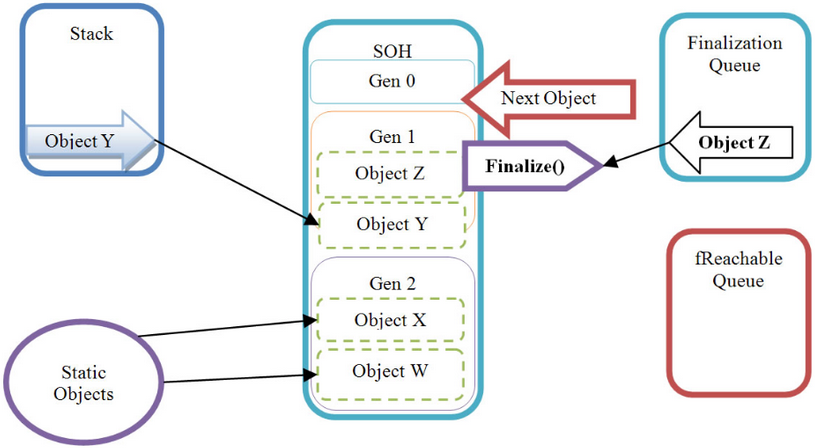 Stack
Object Y
SOH
Gen 0
Next Object
Gen 1
Object Z
Finalize()
Object Y
Gen 2
Object X
Object W
Static
Objects
Finalization
Queue
Object Z
fReachable
Queue